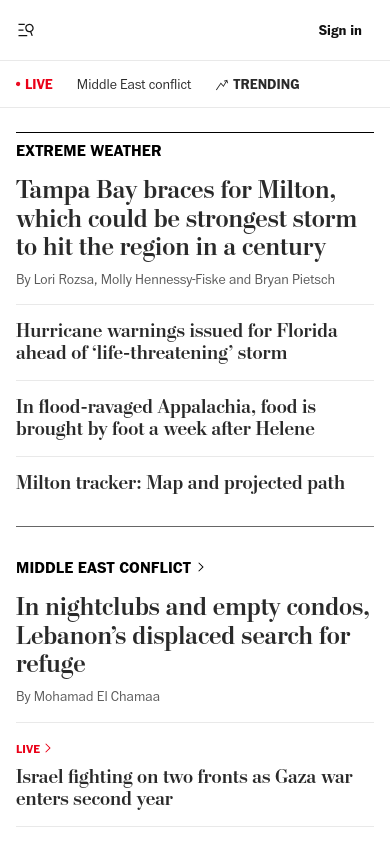 Sign in
LIVE
Middle East conflict
TRENDING
EXTREME WEATHER
Tampa Bay braces for Milton,
which could be strongest storm
to hit the region in a century
By Lori Rozsa, Molly Hennessy-Fiske and Bryan Pietsch
Hurricane warnings issued for Florida
ahead of ‘life-threatening’ storm
In flood-ravaged Appalachia, food is
brought by foot a week after Helene
Milton tracker: Map and projected path
MIDDLE EAST CONFLICT
In nightclubs and empty condos,
Lebanon’s displaced search for
refuge
By Mohamad El Chamaa
LIVE
Israel fighting on two fronts as Gaza war
enters second year